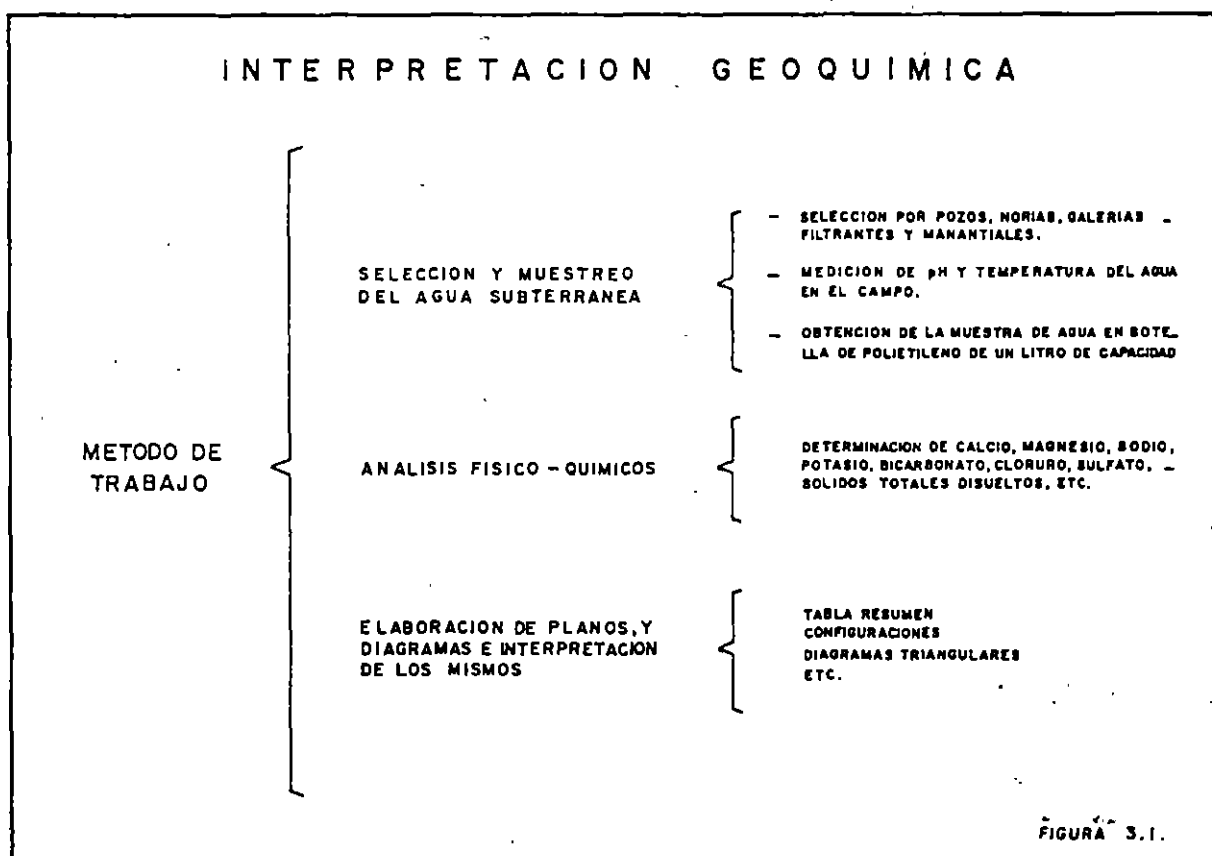 INTERPRETACION GEOQUIMICA
METODO DE
TRABAJO
SELECCION Y MUESTREO
DEL AGUA SUBTERRANEA
- SELECCION POR POZOS, NORIAS, GALERIAS -
FILTRANTES Y MANANTIALES.
- MEDICION DE pH Y TEMPERATURA DEL AGUA
EN EL CAMPO.
- OBTENCION DE LA MUESTRA DE AGUA EN BOTE_
LLA DE POLIETILENO DE UN LITRO DE CAPACIDAD
ANALISIS FISICO - QUIMICOS
DETERMINACION DE CALCIO, MAGNESIO, SODIO,
POTASIO, BICARBONATO, CLORURO, SULFATO, -
SOLIDOS TOTALES DISUELTOS, ETC.
ELABORACION DE PLANOS, Y
DIAGRAMAS E INTERPRETACION
DE LOS MISMOS
TABLA RESUMEN
CONFIGURACIONES
DIAGRAMAS TRIANGULARES
ETC.
FIGURA 3.1.